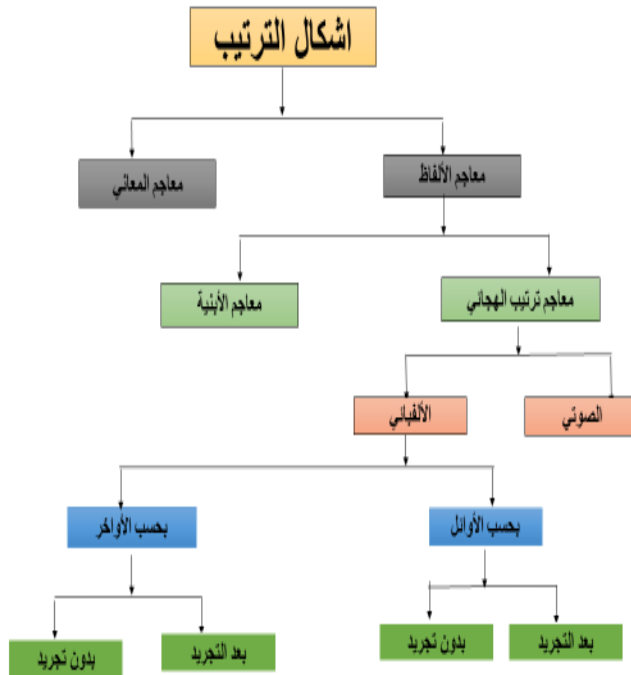 اشكال الترتيب
معاجم الألفاظ
معاجم المعاني
معاجم ترتيب الهجائي
معاجم الأبنية
الصوتي
الألفبائي
بحسب الأوائل
بحسب الأواخر
بعد التجريد
بدون تجريد
بعد التجريد
بدون تجريد